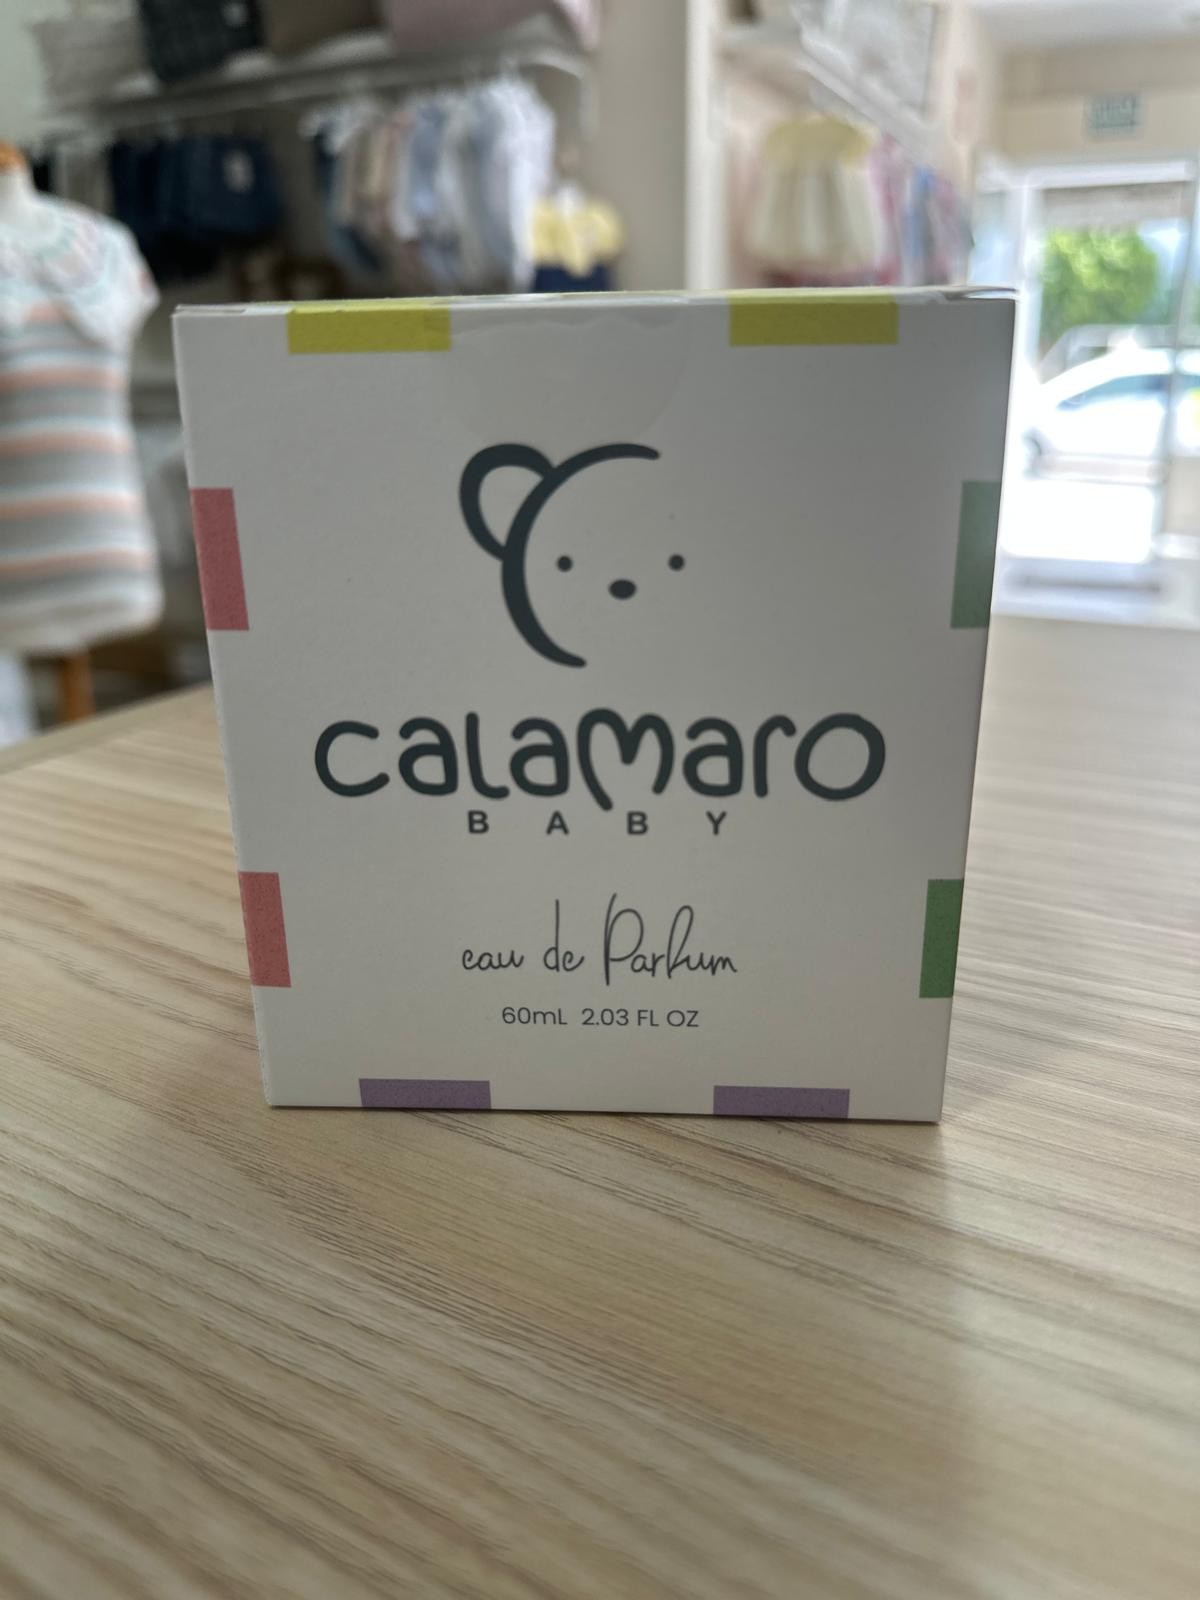 calamaro
BABY
eau de Parfum
60mL 2.03 FL OZ